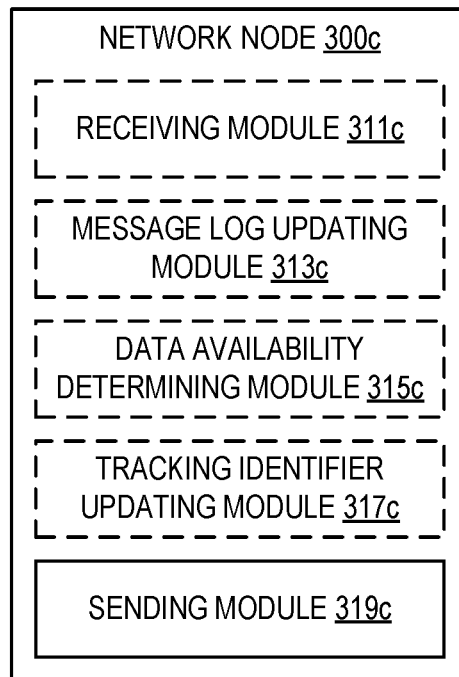 NETWORK NODE 300c
RECEIVING MODULE 311c
MESSAGE LOG UPDATING
MODULE 313c
DATA AVAILABILITY
DETERMINING MODULE 315c
TRACKING IDENTIFIER
UPDATING MODULE 317c
SENDING MODULE 319c